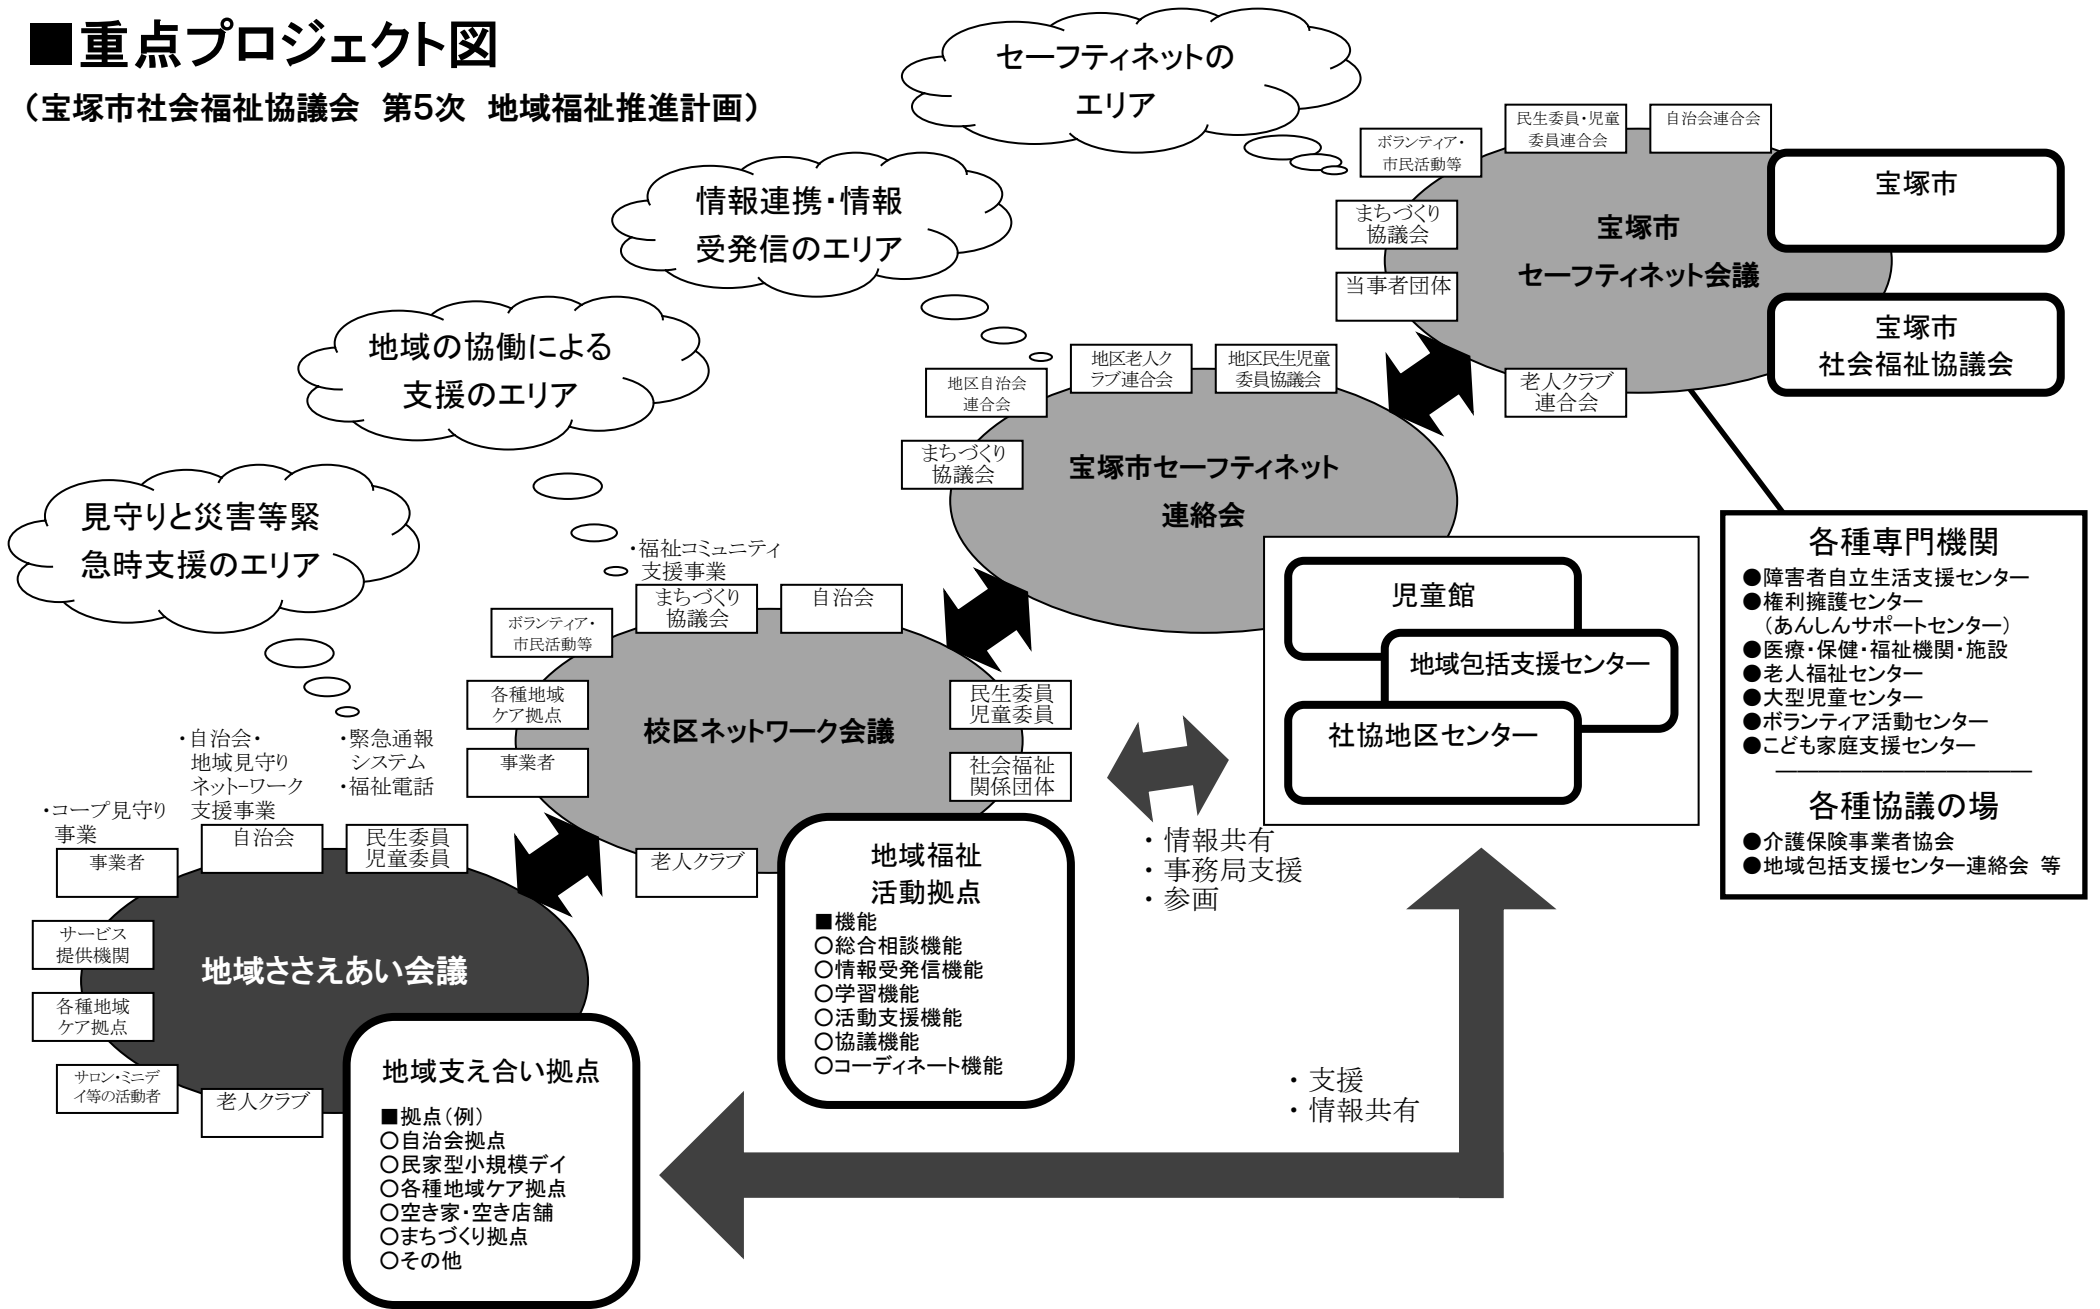 ■重点プロジェクト図
（宝塚市社会福祉協議会　第5次　地域福祉推進計画）
セーフティネットの
エリア
情報連携・情報
受発信のエリア
地域の協働による
支援のエリア
見守りと災害等緊
急時支援のエリア
ボランティア・
市民活動等
民生委員・児童
委員連合会
自治会連合会
まちづくり
協議会
当事者団体
宝塚市
セーフティネット会議
宝塚市
宝塚市
社会福祉協議会
老人クラブ
連合会
地区自治会
連合会
地区老人ク
ラブ連合会
地区民生児童
委員協議会
まちづくり
協議会
宝塚市セーフティネット
連絡会
児童館
地域包括支援センター
社協地区センター
各種専門機関
●障害者自立生活支援センター
●権利擁護センター
（あんしんサポートセンター）
●医療・保健・福祉機関・施設
●老人福祉センター
●大型児童センター
●ボランティア活動センター
●こども家庭支援センター
各種協議の場
●介護保険事業者協会
●地域包括支援センター連絡会　等
・福祉コミュニティ
支援事業
ボランティア・
市民活動等
まちづくり
協議会
自治会
各種地域
ケア拠点
事業者
校区ネットワーク会議
民生委員
児童委員
社会福祉
関係団体
老人クラブ
地域福祉
活動拠点
■機能
○総合相談機能
○情報受発信機能
○学習機能
○活動支援機能
○協議機能
○コーディネート機能
・情報共有
・事務局支援
・参画
・コープ見守り
事業
・自治会・
地域見守り
ネットｰワーク
支援事業
・緊急通報
システム
・福祉電話
事業者
自治会
民生委員
児童委員
サービス
提供機関
各種地域
ケア拠点
サロン・ミニデ
イ等の活動者
老人クラブ
地域ささえあい会議
地域支え合い拠点
■拠点（例）
○自治会拠点
○民家型小規模デイ
○各種地域ケア拠点
○空き家・空き店舗
○まちづくり拠点
○その他
・支援
・情報共有